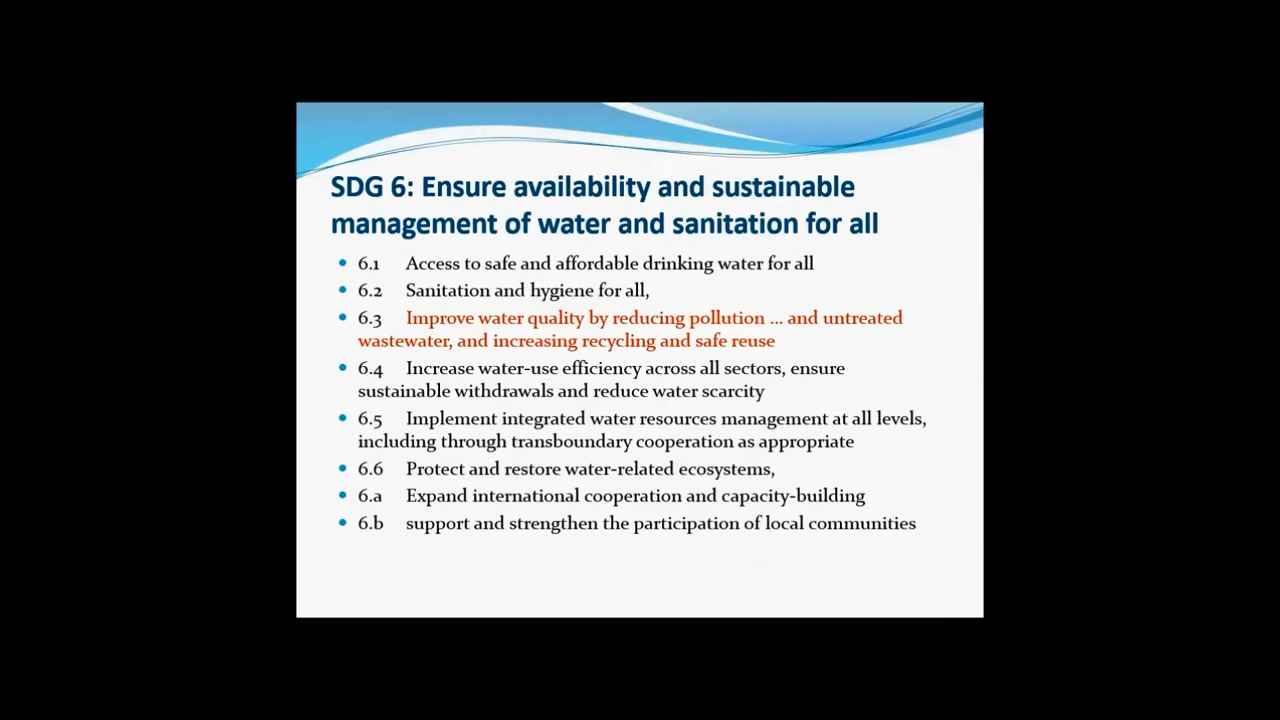 SDG 6: Ensure availability and sustainable
management of water and sanitation for all
• 6.1 Access to safe and affordable drinking water for all
• 6.2 Sanitation and hygiene for all,
• 6.3 Improve water quality by reducing pollution ... and untreated
wastewater, and increasing recycling and safe reuse
• 6.4 Increase water-use efficiency across all sectors, ensure
sustainable withdrawals and reduce water scarcity
• 6.5 Implement integrated water resources management at all levels,
including through transboundary cooperation as appropriate
• 6.6 Protect and restore water-related ecosystems,
• 6.a Expand international cooperation and capacity-building
• 6.b support and strengthen the participation of local communities